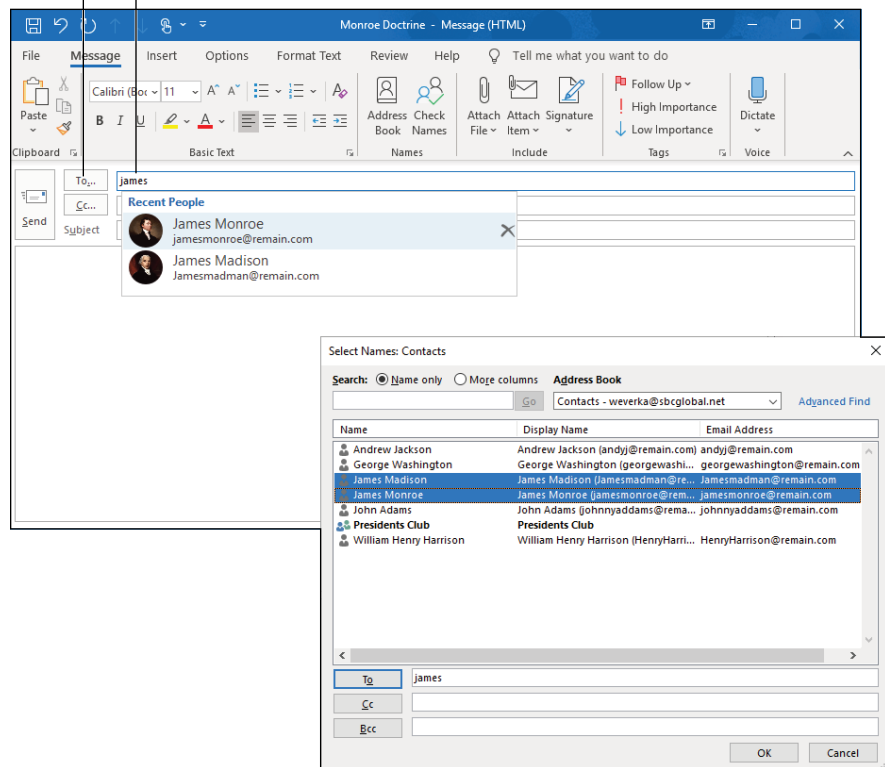 Monroe Doctrine - Message (HTML)
File Message Insert Options Format Text Review Help Tell me what you want to do
Paste
Calibri (Boc 11
B I U A
Address Book
Check Names
Attach File
Attach Item
Signature
Follow Up
High Importance
Low Importance
Dictate
Clipboard Basic Text Names Include Tags Voice
Send
To... james
Cc...
Subject
Recent People
James Monroe
jamesmonroe@remain.com
James Madison
Jamesmadman@remain.com
Select Names: Contacts
Search: Name only More columns Address Book
Go Contacts - weverka@sbcglobal.net Advanced Find
Name Display Name Email Address
Andrew Jackson Andrew Jackson (andyj@remain.com) andyj@remain.com
George Washington George Washington (georgewashi... georgewashington@remain.com
James Madison James Madison (Jamesmadman@re... Jamesmadman@remain.com
James Monroe James Monroe (jamesmonroe@rem... jamesmonroe@remain.com
John Adams John Adams (johnnyaddams@rema... johnnyaddams@remain.com
Presidents Club Presidents Club
William Henry Harrison William Henry Harrison (HenryHarri... HenryHarrison@remain.com
To james
Cc
Bcc
OK Cancel